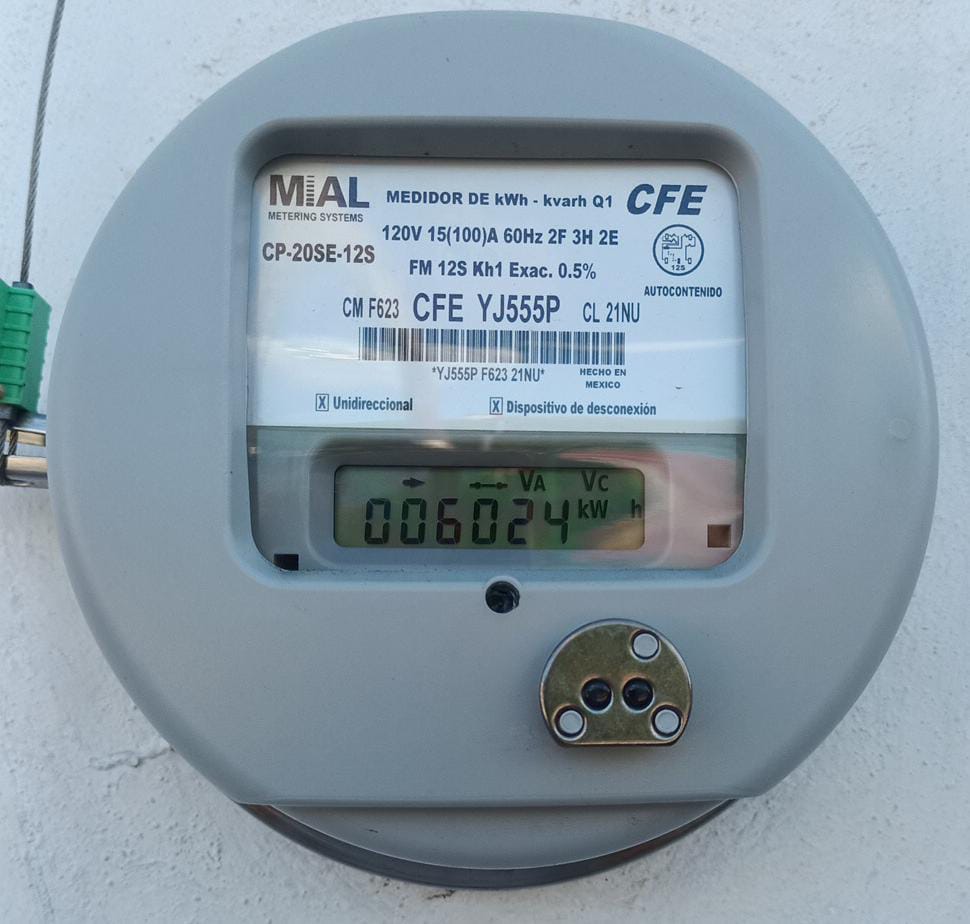 MIAL
METERING SYSTEMS
MEDIDOR DE kWh - kvarh Q1
CFE
CP-20SE-12S
120V 15(100)A 60Hz 2F 3H 2E
FM 12S Kh1 Exac. 0.5%
12S
AUTOCONTENIDO
CM F623 CFE YJ555P CL 21NU
*YJ555P F623 21NU*
HECHO EN
MEXICO
X Unidireccional
X Dispositivo de desconexión
VA VC
006024 kW h